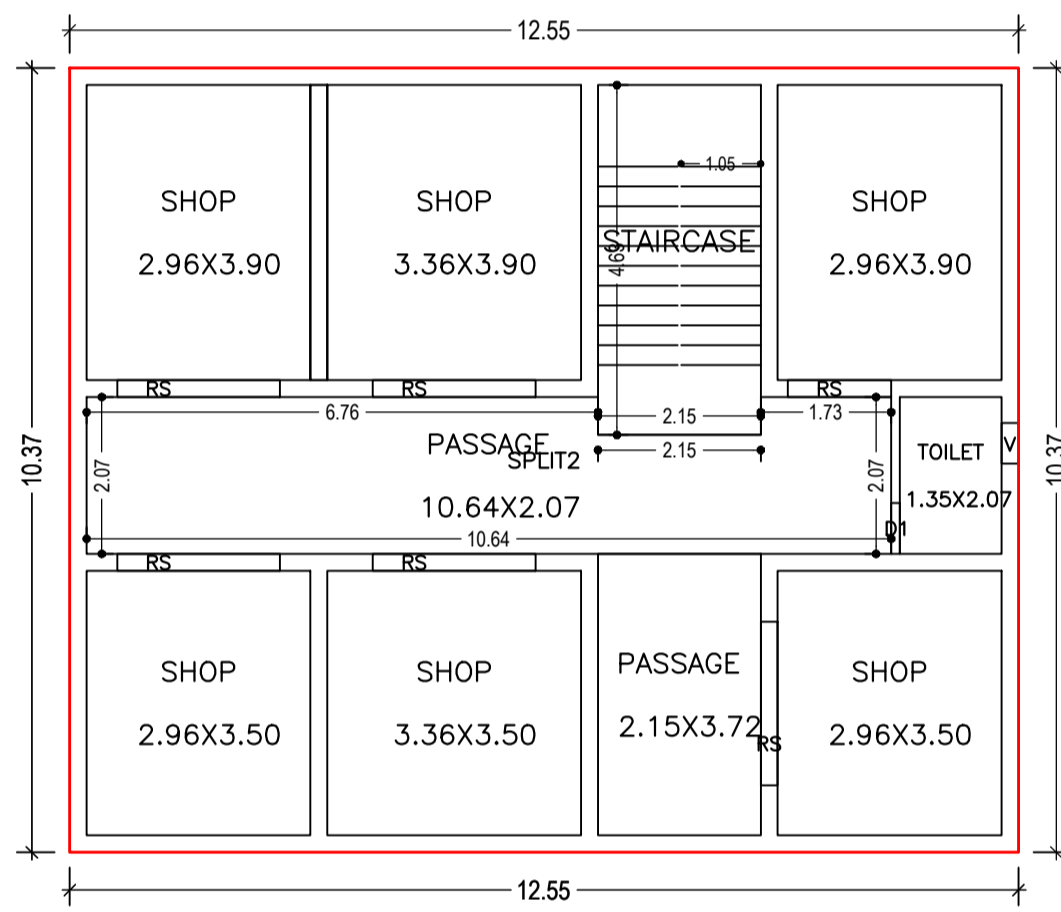 12.55
SHOP
SHOP
SHOP
1.05
STAIRCASE
4.69
2.96X3.90
3.36X3.90
2.96X3.90
RS
RS
RS
6.76
2.15
1.73
PASSAGE
SPLIT2
2.15
TOILET
V
10.37
2.07
2.07
10.37
10.64X2.07
1.35X2.07
10.64
D1
RS
RS
SHOP
SHOP
PASSAGE
SHOP
2.96X3.50
3.36X3.50
2.15X3.72
RS
2.96X3.50
12.55